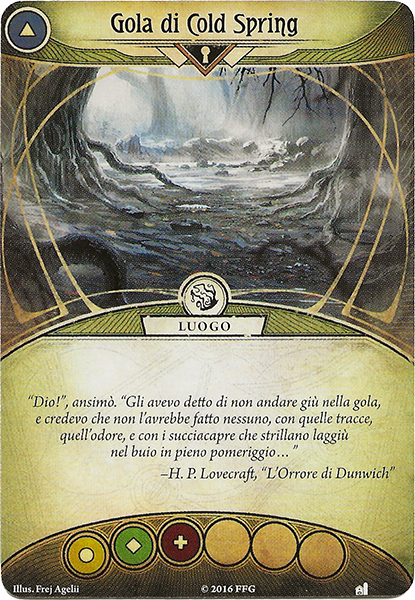 Gola di Cold Spring
LUOGO
“Dio!”, ansimò. “Gli avevo detto di non andare giù nella gola,
e credevo che non l’avrebbe fatto nessuno, con quelle tracce,
quell’odore, e con i succiacapre che strillano laggiù
nel buio in pieno pomeriggio… ”
–H. P. Lovecraft, “L’Orrore di Dunwich”
Illus. Frej Agelii
© 2016 FFG